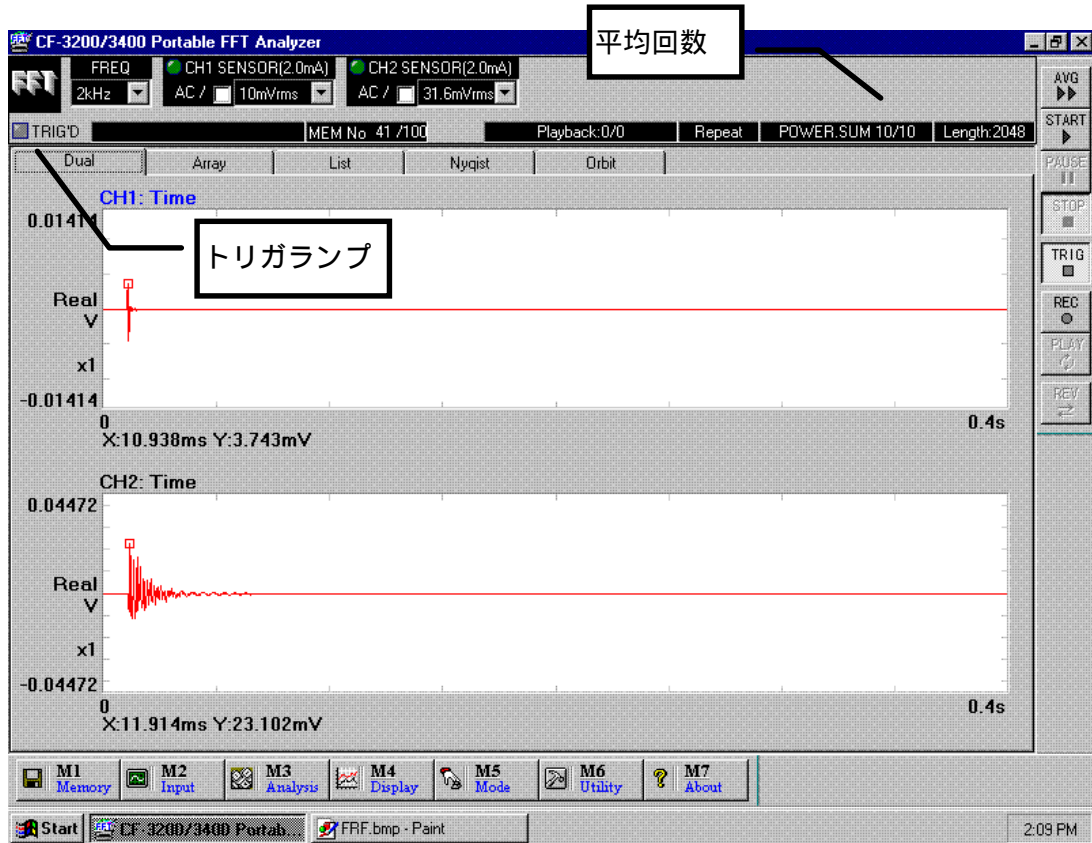 平均回数
CF-3200/3400 Portable FFT Analyzer
FFT
FREQ
CH1 SENSOR(2.0mA)
CH2 SENSOR(2.0mA)
2kHz
AC /
10mVrms
AC /
31.6mVrms
AVG
TRIG'D
MEM No 41 /100
Playback:0/0
Repeat
POWER.SUM 10/10
Length:2048
START
PAUSE
STOP
TRIG
REC
PLAY
REV
Dual
Array
List
Nyqist
Orbit
CH1: Time
0.01414
トリガランプ
Real
V
x1
-0.01414
0
0.4s
X:10.938ms Y:3.743mV
CH2: Time
0.04472
Real
V
x1
-0.04472
0
0.4s
X:11.914ms Y:23.102mV
M1 Memory
M2 Input
M3 Analysis
M4 Display
M5 Mode
M6 Utility
M7 About
Start
CF-3200/3400 Portab...
FRF.bmp - Paint
2:09 PM